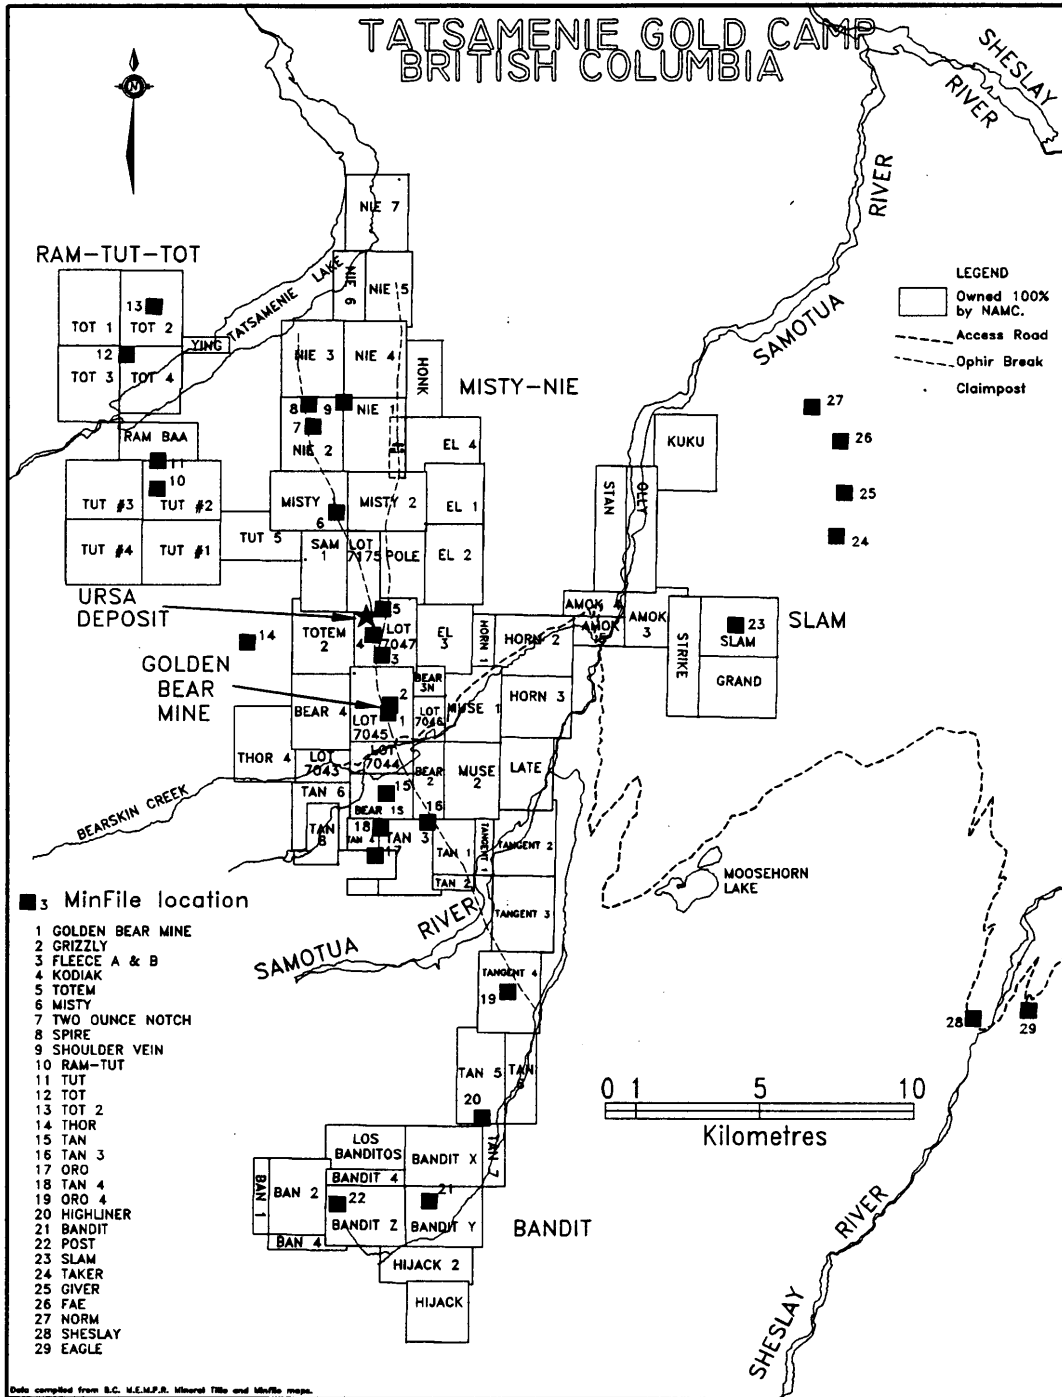 TATSAMENIE GOLD CAMP
BRITISH COLUMBIA
N
SHESLAY
RIVER
RIVER
SAMOTUA
LEGEND
Owned 100%
by NAMC.
Access Road
Ophir Break
Claimpost
RAM-TUT-TOT
TATSAMENIE LAKE
NIE 7
NIE 6
NIE 5
13
TOT 1
TOT 2
YING
12
TOT 3
TOT 4
NIE 3
NIE 4
HONK
MISTY-NIE
8
9
NIE 1
7
NIE 2
EL 4
27
26
25
24
KUKU
STAN
OLLY
RAM BAA
11
10
TUT #3
TUT #2
MISTY
6
MISTY 2
EL 1
TUT #4
TUT #1
TUT 5
SAM
1
LOT
7175
POLE
EL 2
URSA
DEPOSIT
5
AMOK 4
AMOK
5
AMOK
3
STRIKE
23
SLAM
SLAM
GRAND
14
TOTEM
2
4
LOT
7047
3
EL
3
HORN 1
HORN 2
GOLDEN
BEAR
MINE
BEAR
3N
2
1
BEAR 4
LOT
7045
LOT
7046
MUSE 1
HORN 3
THOR 4
LOT
7043
LOT
7044
BEAR
2
MUSE
2
LATE
BEARSKIN CREEK
TAN 6
15
BEAR 1S
16
TAN
8
18
TAN 4
TAN
3
17
TAN 1
TANGENT 1
TANGENT 2
TAN 2
TANGENT 3
MOOSEHORN
LAKE
SAMOTUA
RIVER
TANGENT 4
19
28
29
TAN 5
TAN
9
20
0 1 5 10
Kilometres
LOS
BANDITOS
BANDIT X
TAN 7
BAN 1
BAN 2
BANDIT 4
22
21
BANDIT Z
BANDIT Y
BANDIT
BAN 4
HIJACK 2
HIJACK
RIVER
SHESLAY
3 MinFile location
1 GOLDEN BEAR MINE
2 GRIZZLY
3 FLEECE A & B
4 KODIAK
5 TOTEM
6 MISTY
7 TWO OUNCE NOTCH
8 SPIRE
9 SHOULDER VEIN
10 RAM-TUT
11 TUT
12 TOT
13 TOT 2
14 THOR
15 TAN
16 TAN 3
17 ORO
18 TAN 4
19 ORO 4
20 HIGHLINER
21 BANDIT
22 POST
23 SLAM
24 TAKER
25 GIVER
26 FAE
27 NORM
28 SHESLAY
29 EAGLE
Data compiled from B.C. M.E.M.P.R. Mineral Title and Minfile maps.